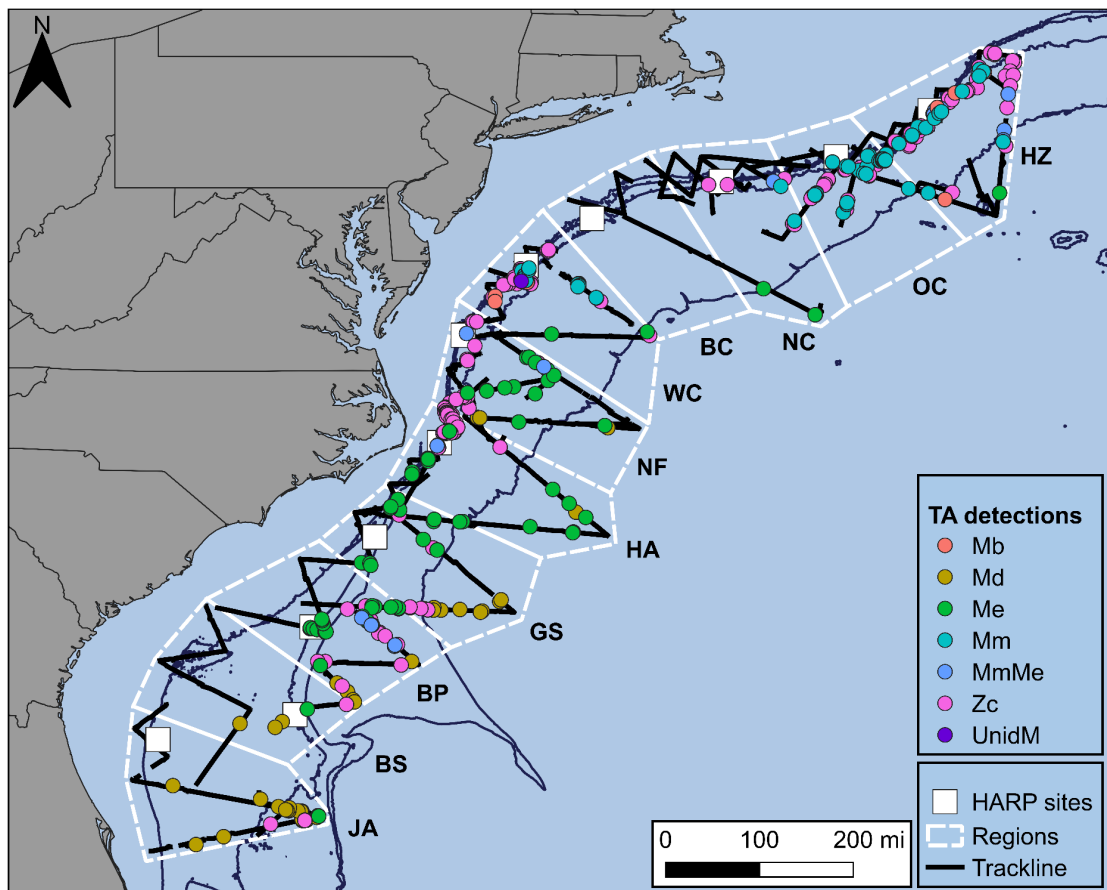 N
HZ
OC
NC
BC
WC
NF
HA
GS
BP
BS
JA
TA detections
Mb
Md
Me
Mm
MmMe
Zc
UnidM
HARP sites
Regions
Trackline
0 100 200 mi